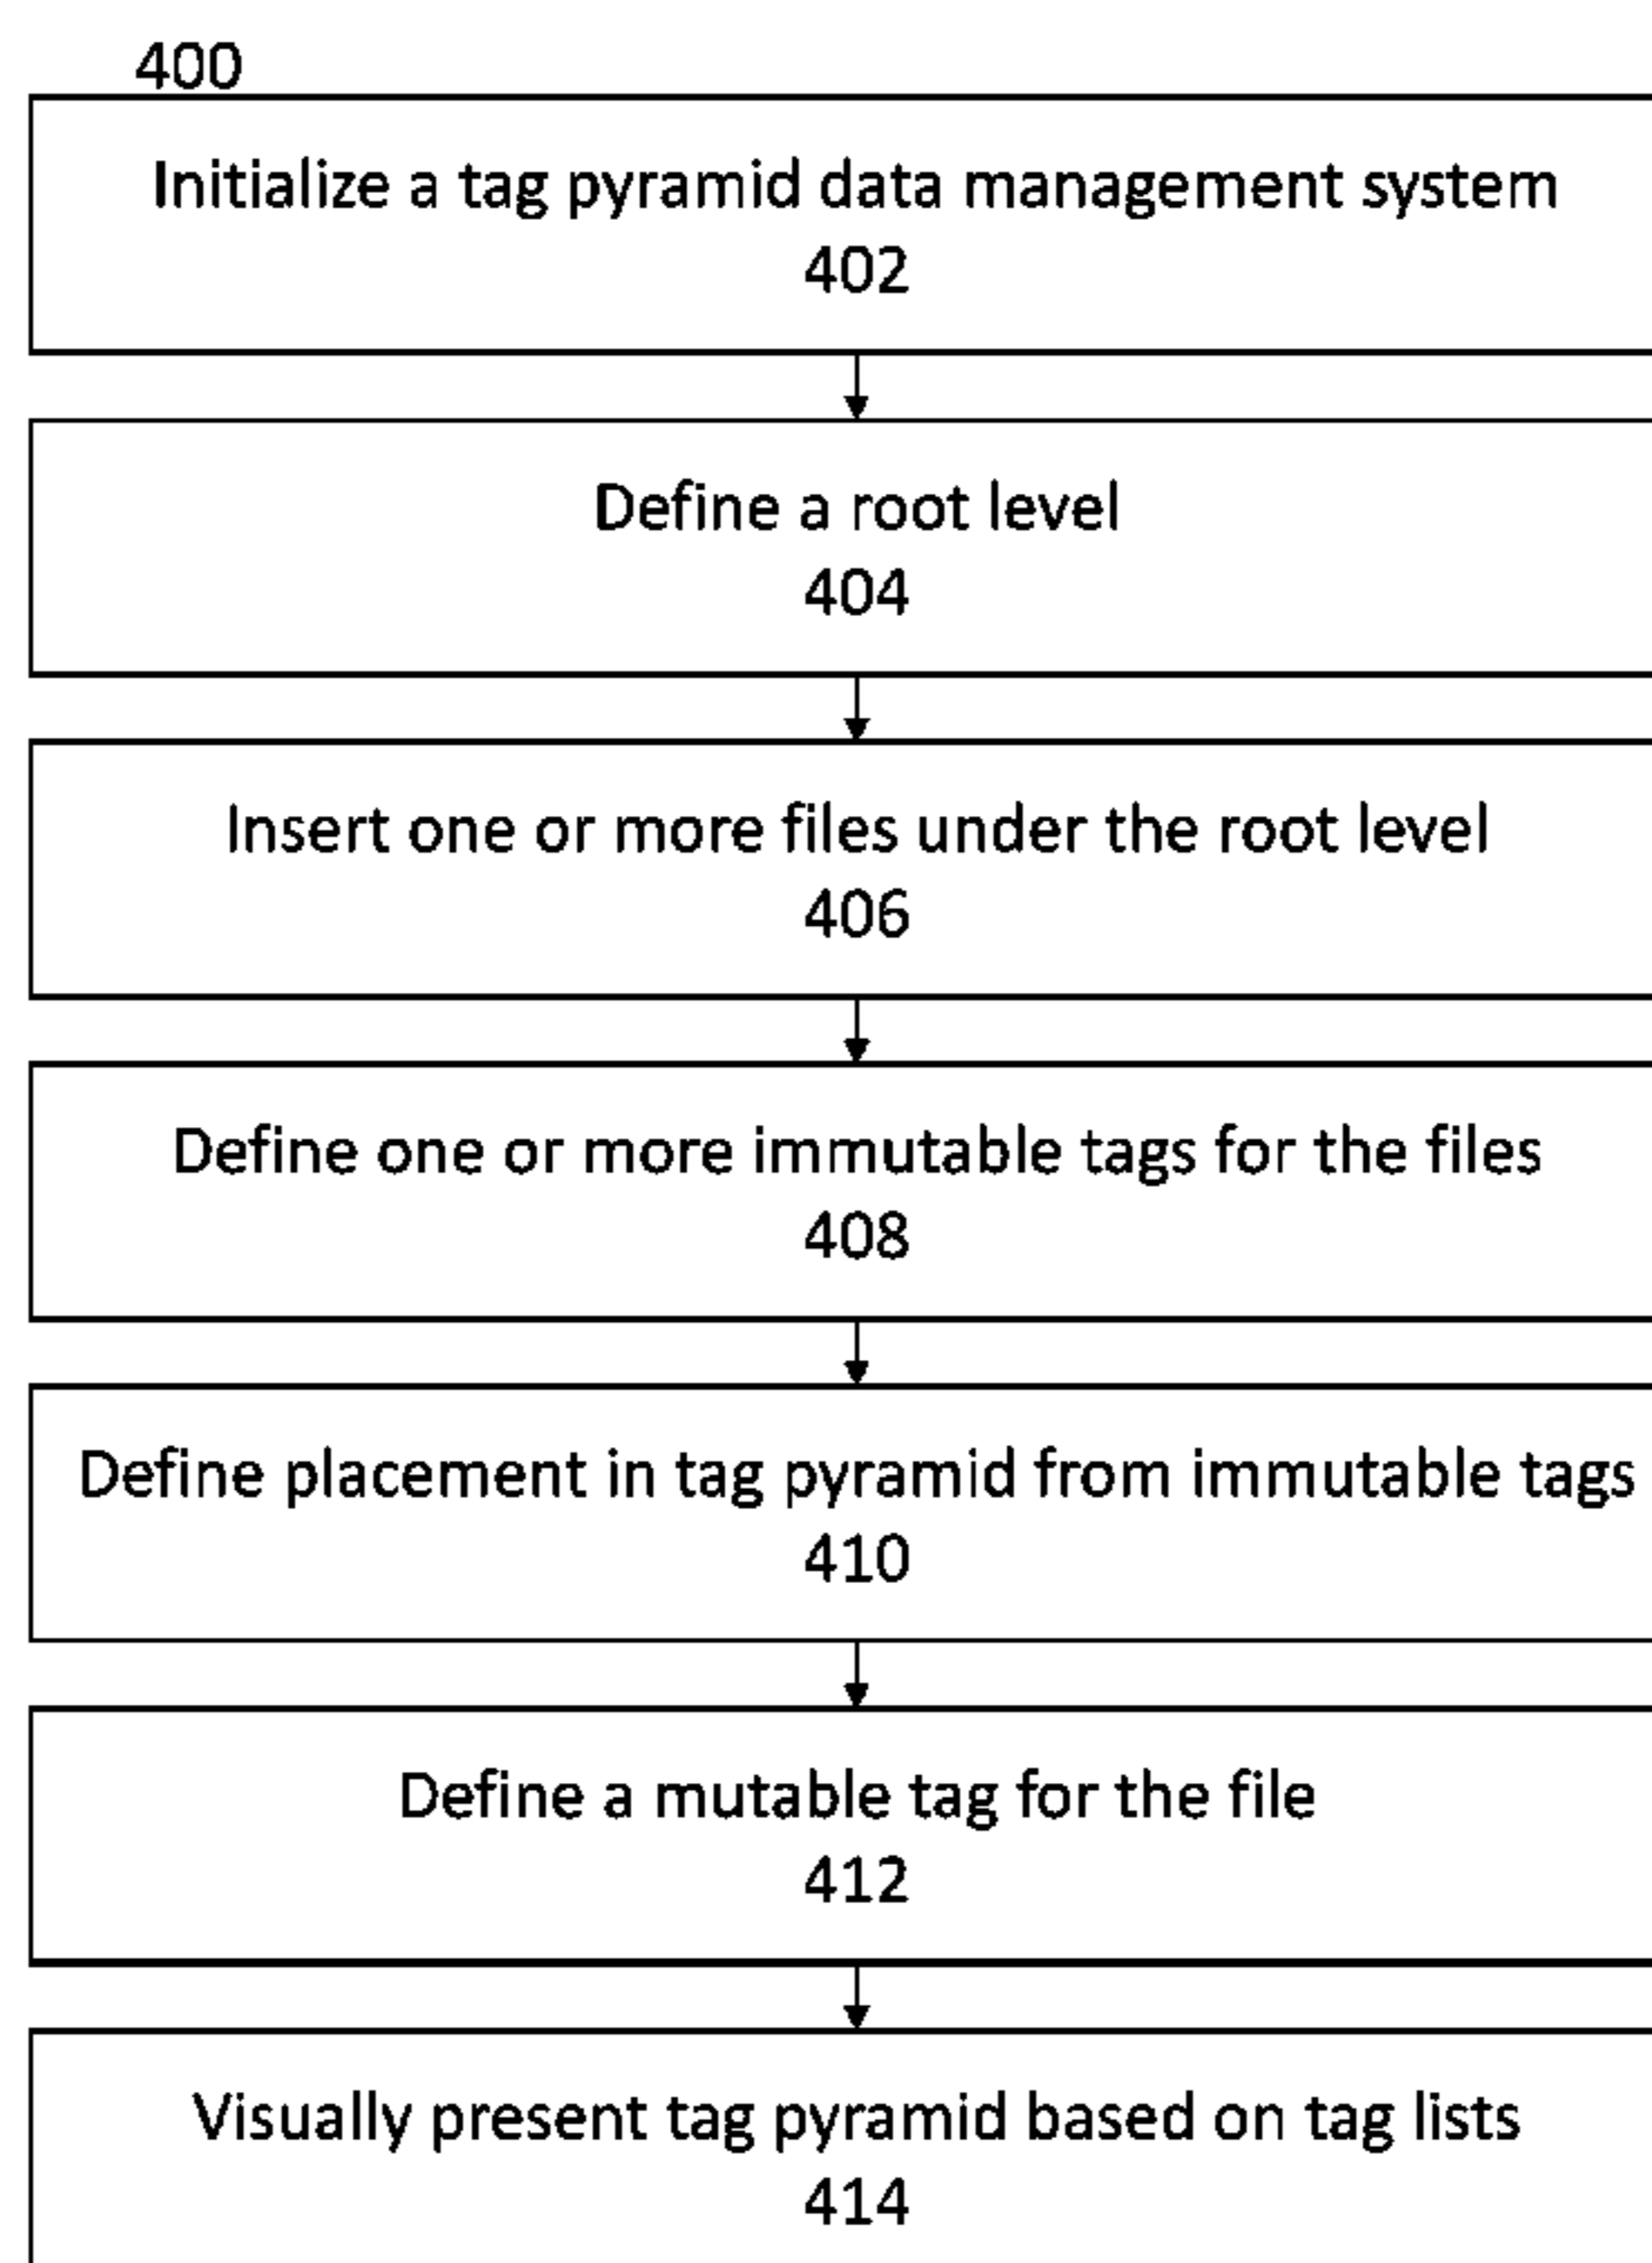 400
Initialize a tag pyramid data management system
402
Define a root level
404
Insert one or more files under the root level
406
Define one or more immutable tags for the files
408
Define placement in tag pyramid from immutable tags
410
Define a mutable tag for the file
412
Visually present tag pyramid based on tag lists
414